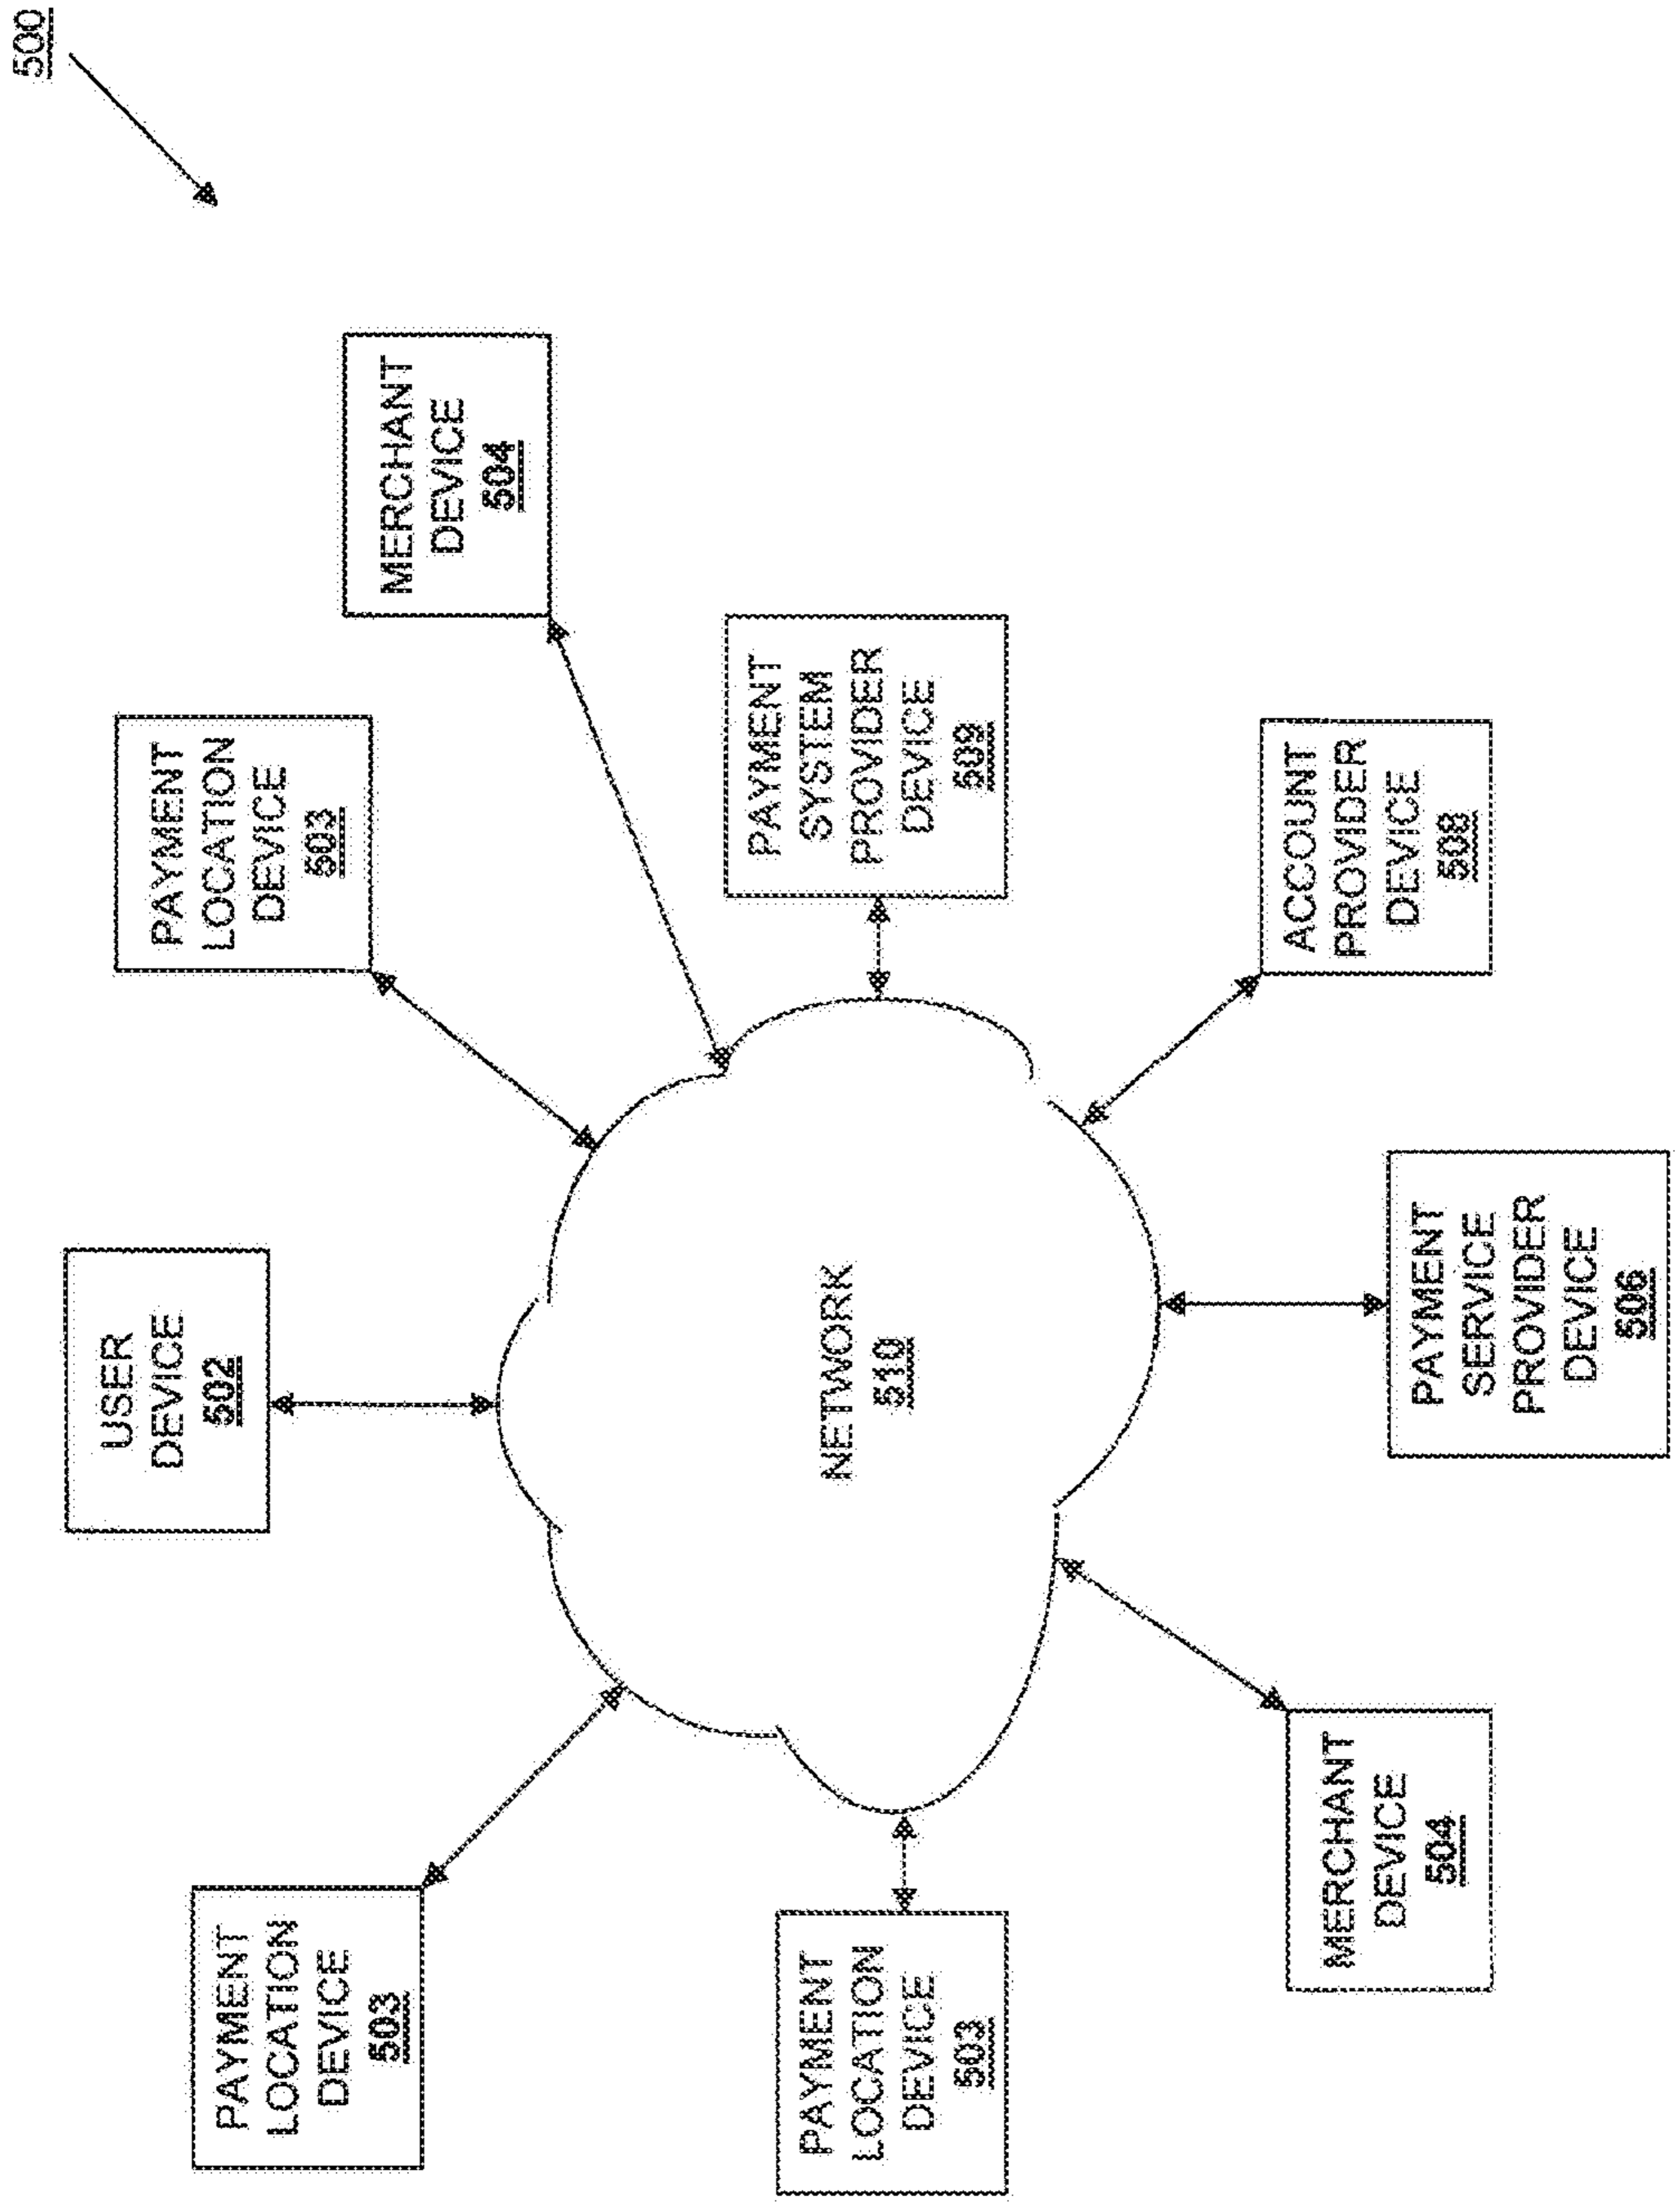 500
PAYMENT
LOCATION
DEVICE
503
USER
DEVICE
502
PAYMENT
LOCATION
DEVICE
503
MERCHANT
DEVICE
504
PAYMENT
LOCATION
DEVICE
503
NETWORK
510
PAYMENT
SYSTEM
PROVIDER
DEVICE
509
MERCHANT
DEVICE
504
PAYMENT
SERVICE
PROVIDER
DEVICE
506
ACCOUNT
PROVIDER
DEVICE
508